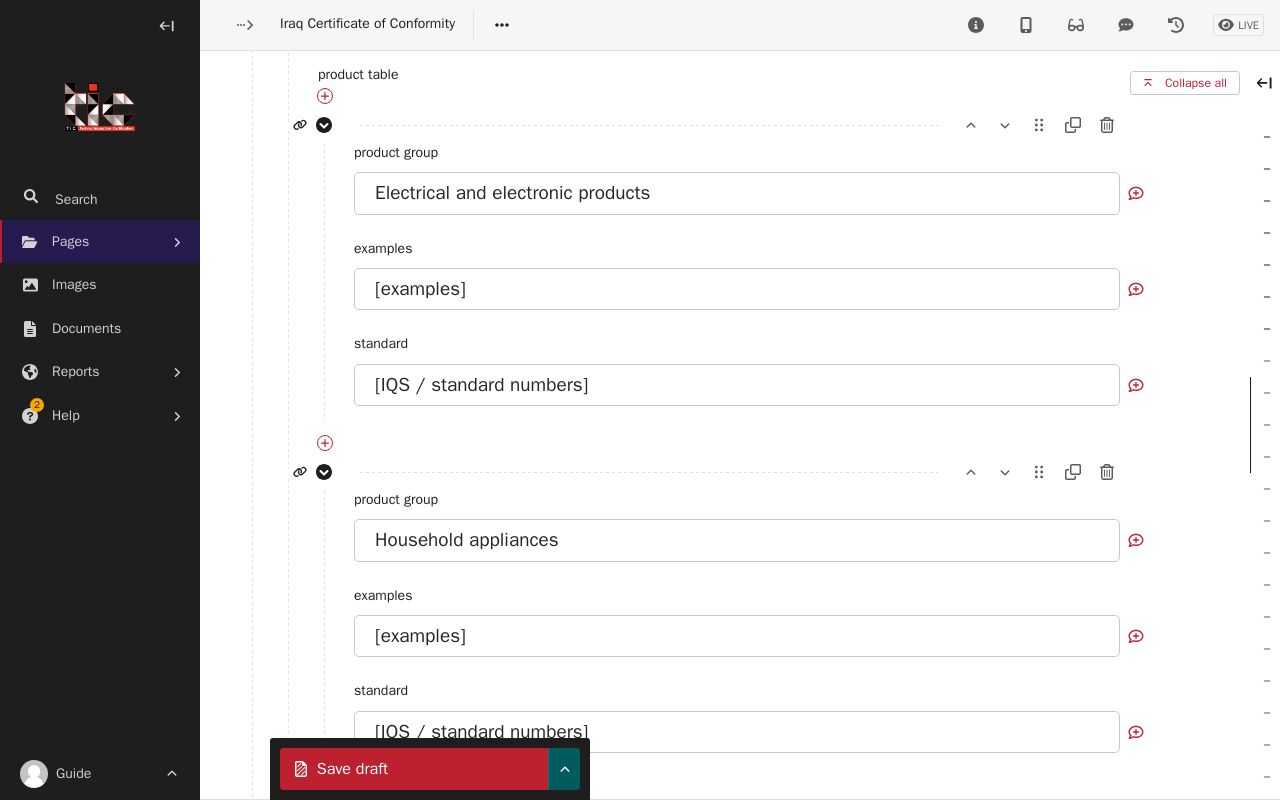 Iraq Certificate of Conformity
LIVE
Search
Pages
Images
Documents
Reports
Help
2
Guide
Collapse all
product table
product group
Electrical and electronic products
examples
[examples]
standard
[IQS / standard numbers]
product group
Household appliances
examples
[examples]
standard
[IQS / standard numbers]
Save draft